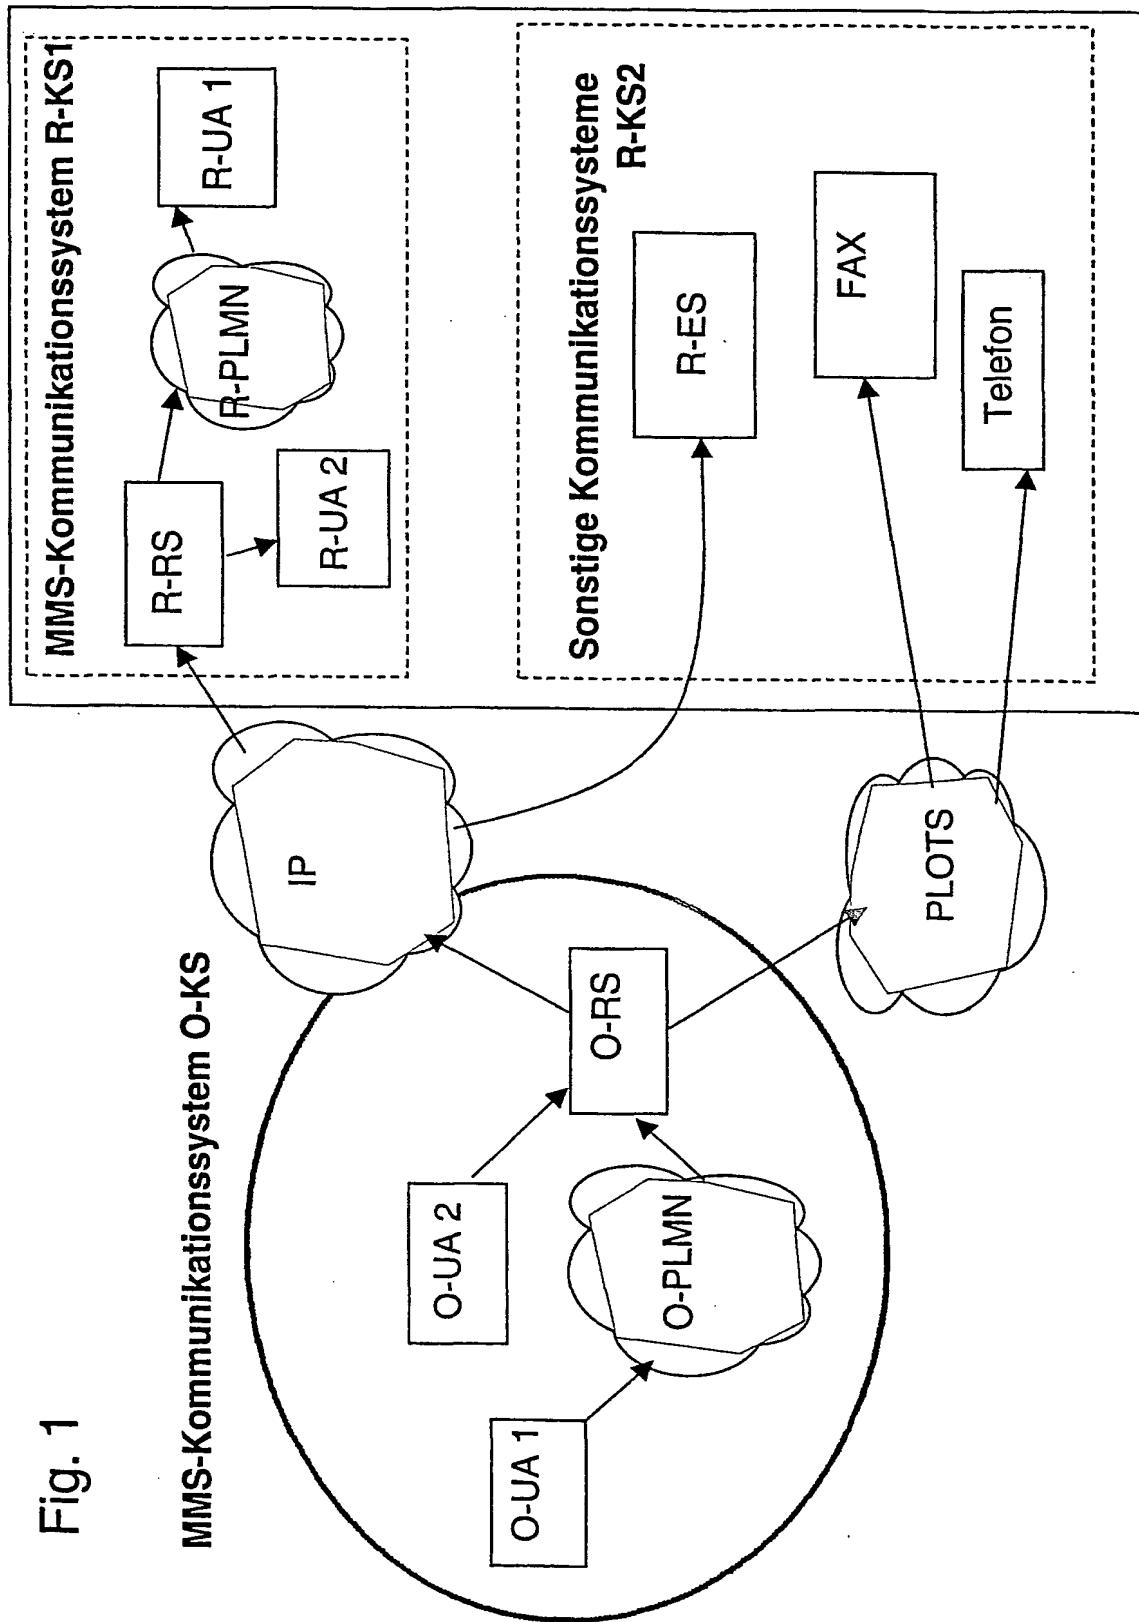 Fig. 1
MMS-Kommunikationssystem O-KS
O-UA 1
O-UA 2
O-PLMN
O-RS
IP
PLOTS
MMS-Kommunikationssystem R-KS1
R-RS
R-UA 2
R-PLMN
R-UA 1
Sonstige Kommunikationssysteme
R-KS2
R-ES
FAX
Telefon